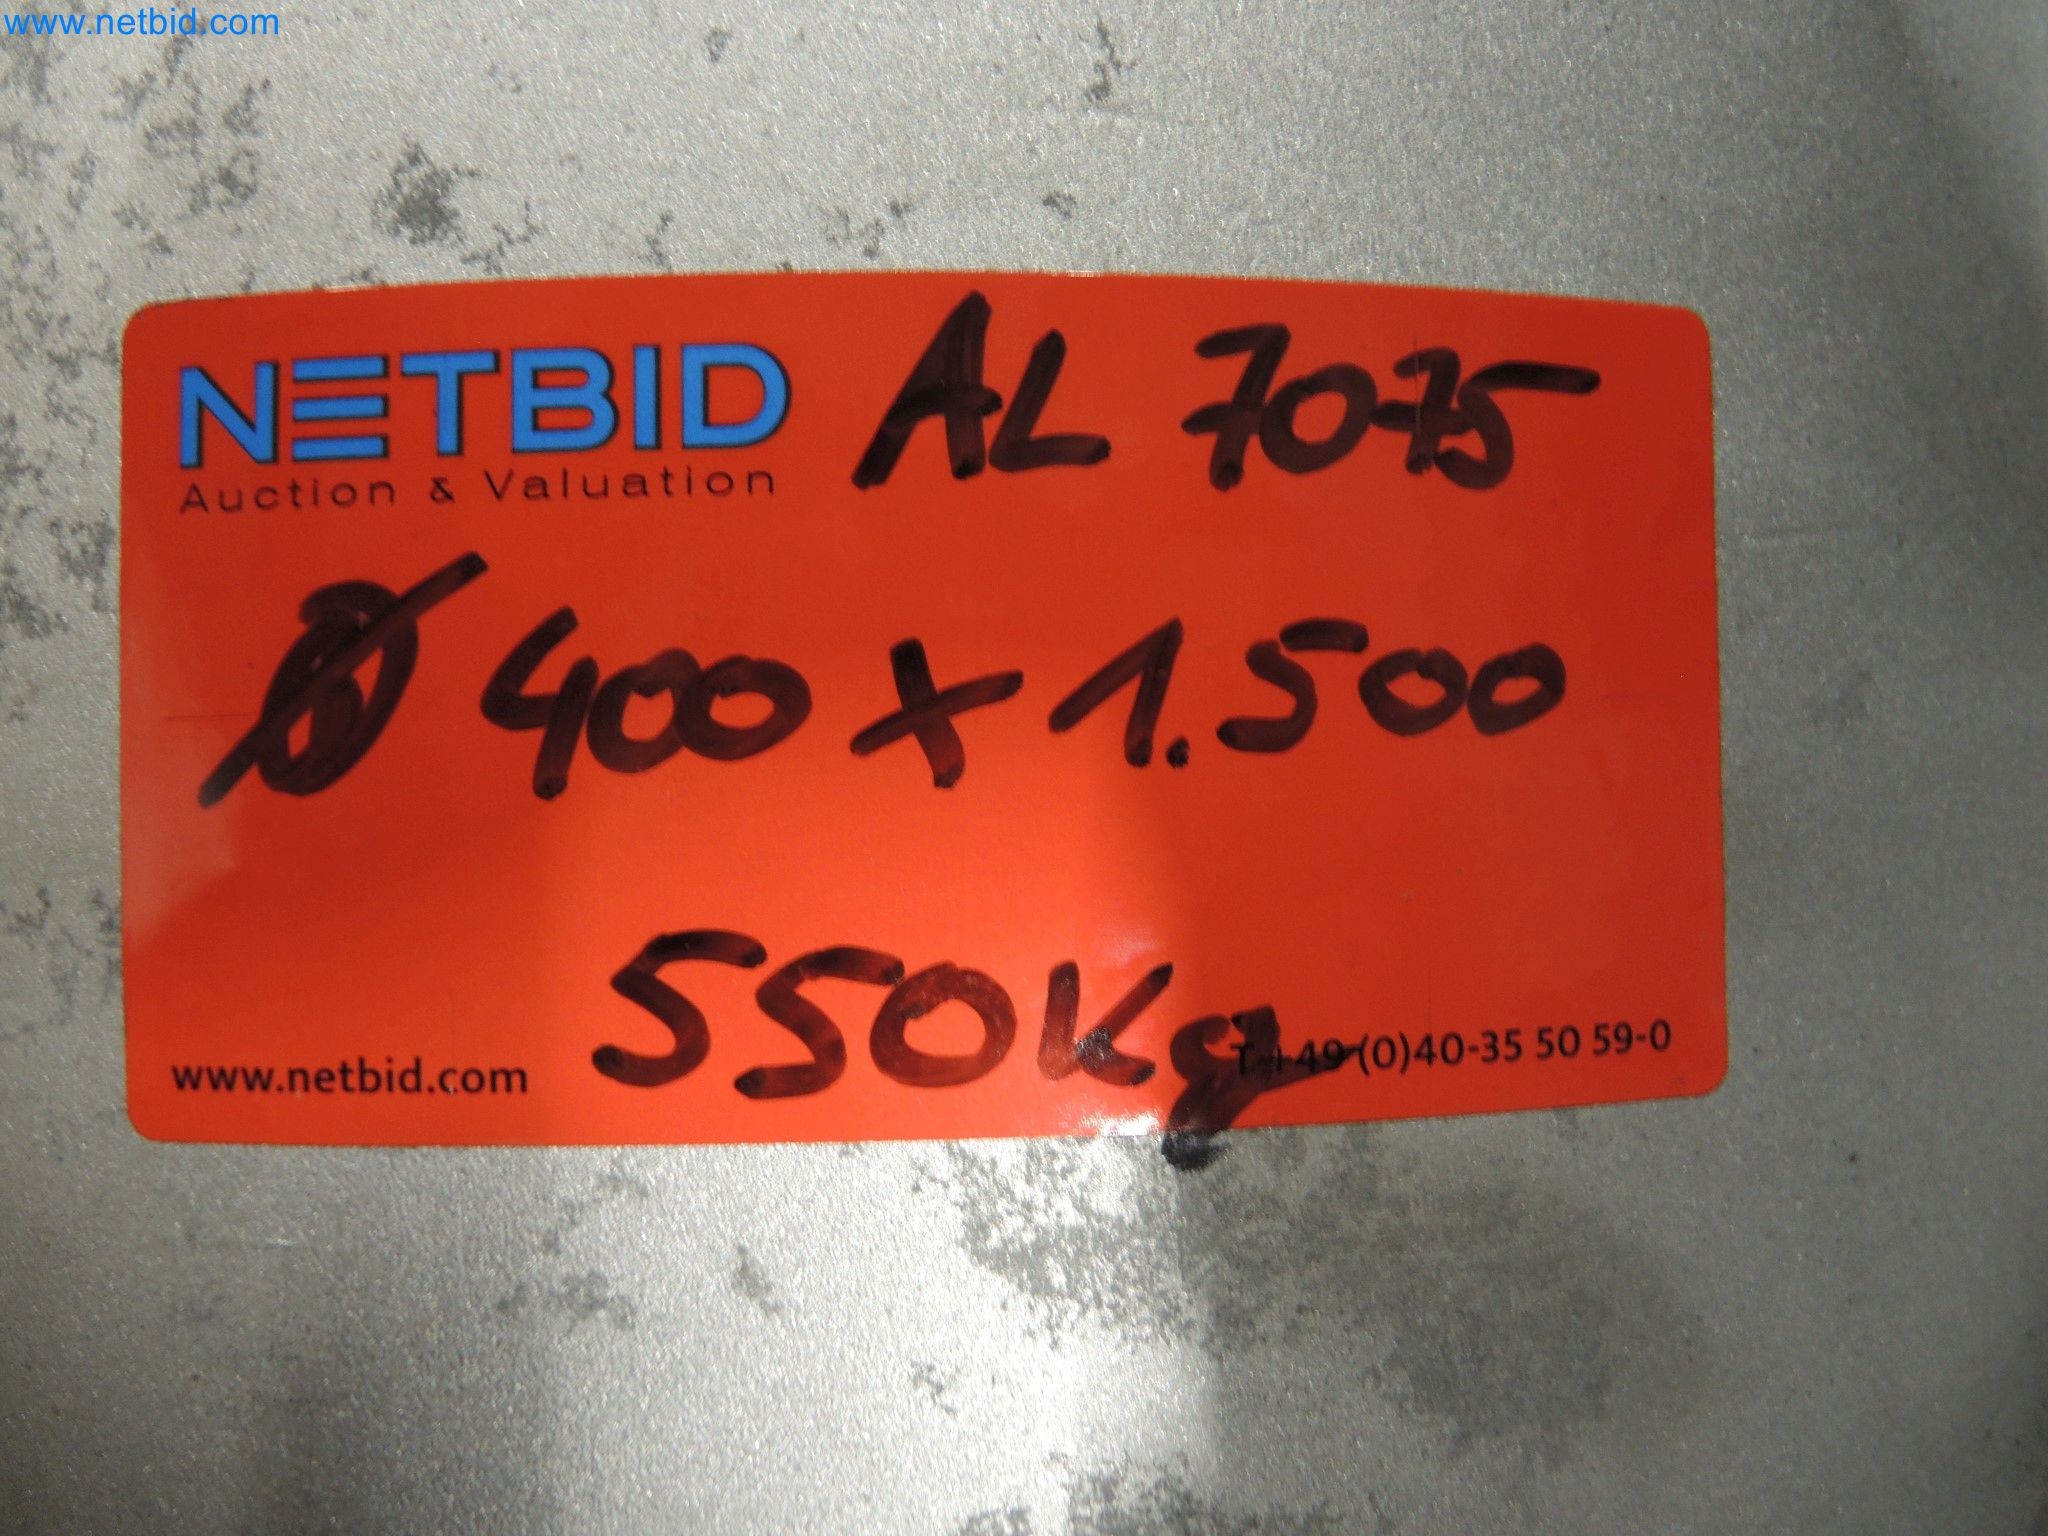 www.netbid.com
NETBID AL 7075
Auction & Valuation
Ø 400 x 1.500
550Kg
www.netbid.com T +49 (0)40-35 50 59-0